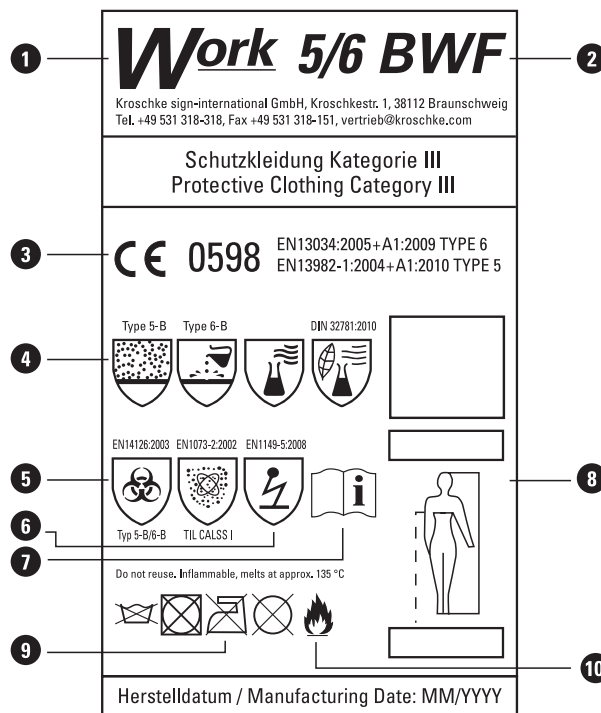 1
Work 5/6 BWF
2
Kroschke sign-international GmbH, Kroschkestr. 1, 38112 Braunschweig
Tel. +49 531 318-318, Fax +49 531 318-151, vertrieb@kroschke.com
Schutzkleidung Kategorie III
Protective Clothing Category III
3
CE 0598
EN13034:2005+A1:2009 TYPE 6
EN13982-1:2004+A1:2010 TYPE 5
Type 5-B Type 6-B DIN 32781:2010
4
EN14126:2003 EN1073-2:2002 EN1149-5:2008
5
i
8
6
Typ 5-B/6-B TIL CALSS I
7
Do not reuse. Inflammable, melts at approx. 135 °C
9
10
Herstelldatum / Manufacturing Date: MM/YYYY